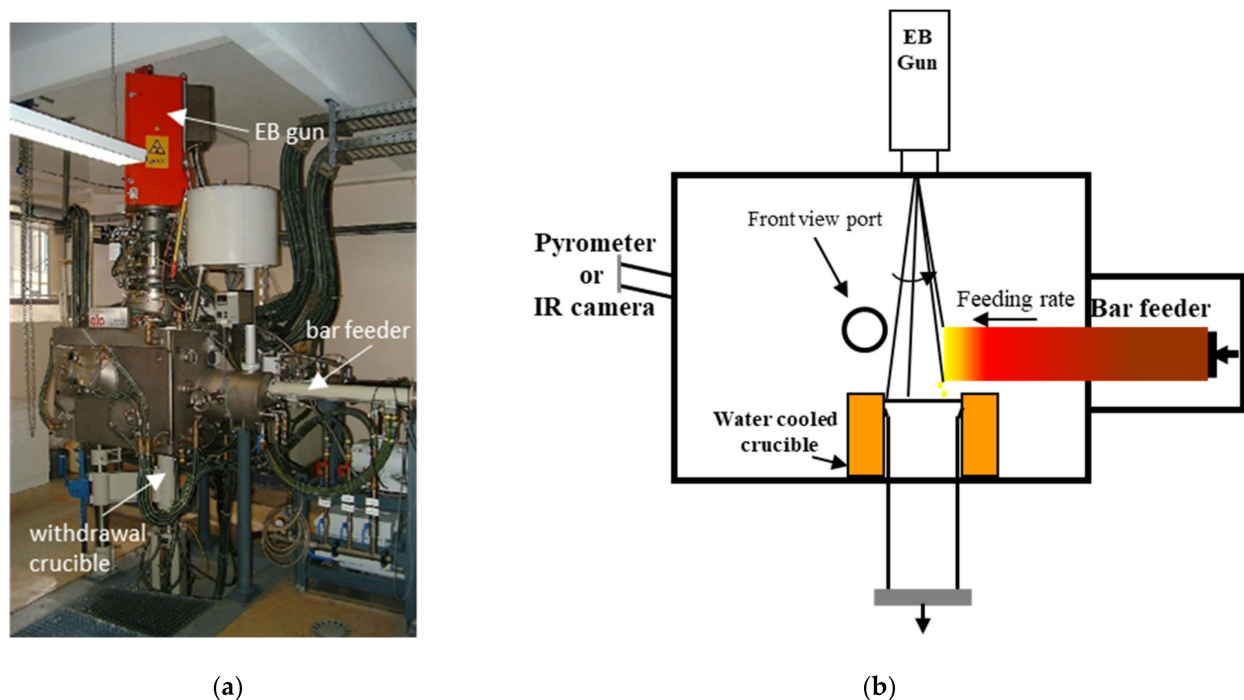 EB gun
bar feeder
withdrawal
crucible
(a)
EB
Gun
Front view port
Pyrometer
or
IR camera
Feeding rate
Bar feeder
Water cooled
crucible
(b)